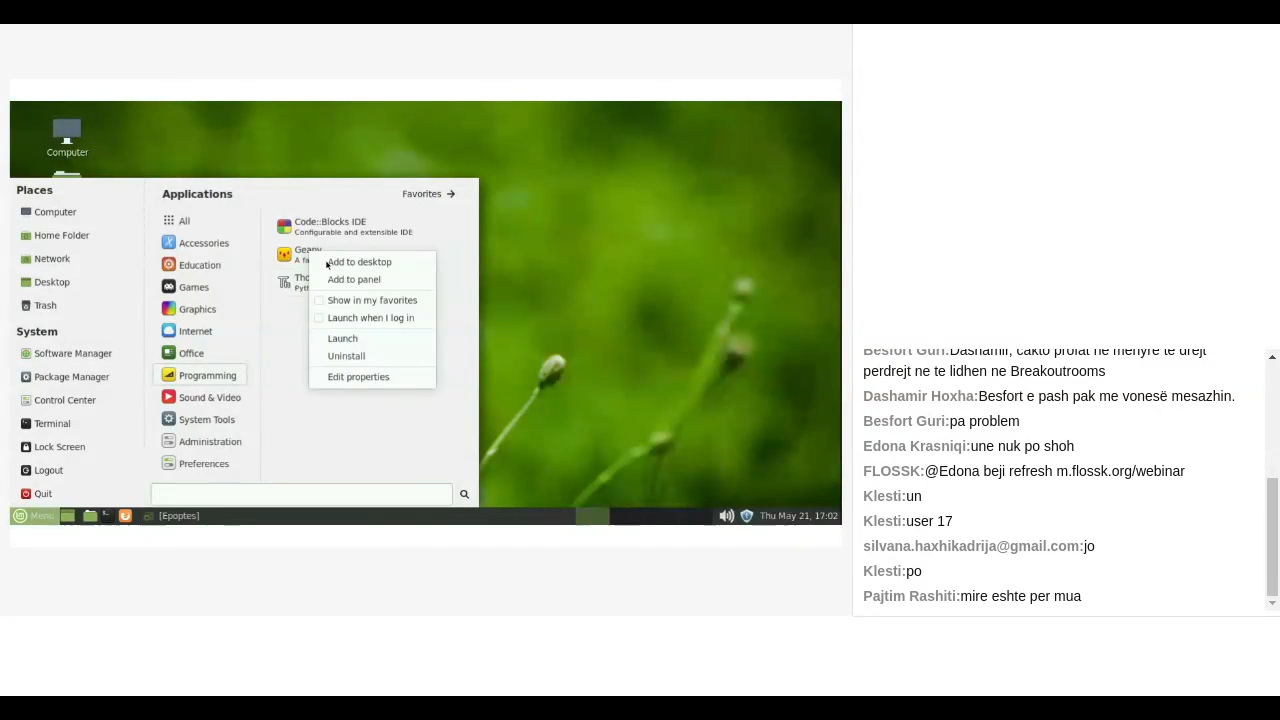 Computer
Places
Computer
Home Folder
Network
Desktop
Trash
System
Software Manager
Package Manager
Control Center
Terminal
Lock Screen
Logout
Quit
Applications
Favorites
All
Accessories
Education
Games
Graphics
Internet
Office
Programming
Sound & Video
System Tools
Administration
Preferences
Code::Blocks IDE
Configurable and extensible IDE
Geany
A fa
Tho
Pyth
Add to desktop
Add to panel
Show in my favorites
Launch when I log in
Launch
Uninstall
Edit properties
Menu
[Epoptes]
Thu May 21, 17:02
Besfort Guri:Dashamir, cakto profat ne menyre te drejt
perdrejt ne te lidhen ne Breakoutrooms
Dashamir Hoxha:Besfort e pash pak me vonesë mesazhin.
Besfort Guri:pa problem
Edona Krasniqi:une nuk po shoh
FLOSSK:@Edona beji refresh m.flossk.org/webinar
Klesti:un
Klesti:user 17
silvana.haxhikadrija@gmail.com:jo
Klesti:po
Pajtim Rashiti:mire eshte per mua